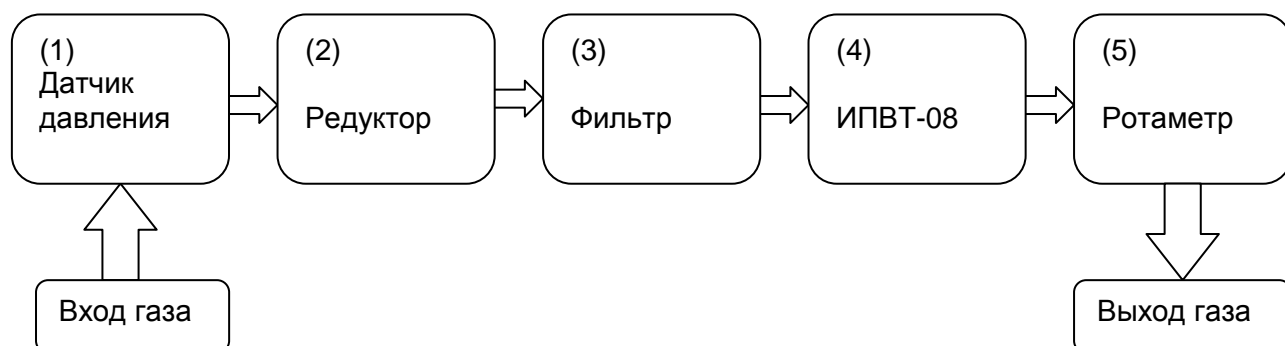 (1)
Датчик
давления
(2)
Редуктор
(3)
Фильтр
(4)
ИПВТ-08
(5)
Ротаметр
Вход газа
Выход газа